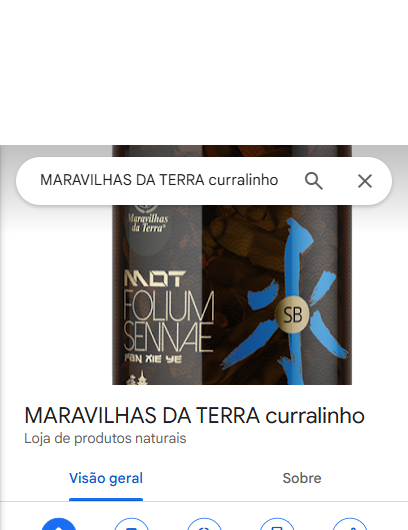 MARAVILHAS DA TERRA curralinho
Maravilhas
da Terra®
MDT
FOLIUM
SENNAE
FAN XIE YE
水
SB
MARAVILHAS DA TERRA curralinho
Loja de produtos naturais
Visão geral
Sobre